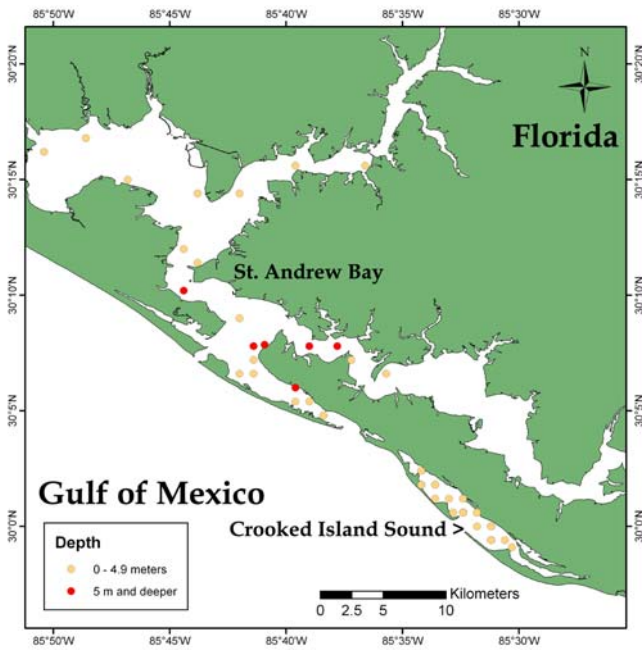 85°50'W 85°45'W 85°40'W 85°35'W 85°30'W
30°20'N 30°20'N
N
Florida
30°15'N 30°15'N
St. Andrew Bay
30°10'N 30°10'N
30°5'N 30°5'N
Gulf of Mexico
30°0'N 30°0'N
Crooked Island Sound >
Depth
0 - 4.9 meters
5 m and deeper
Kilometers
0 2.5 5 10
85°50'W 85°45'W 85°40'W 85°35'W 85°30'W